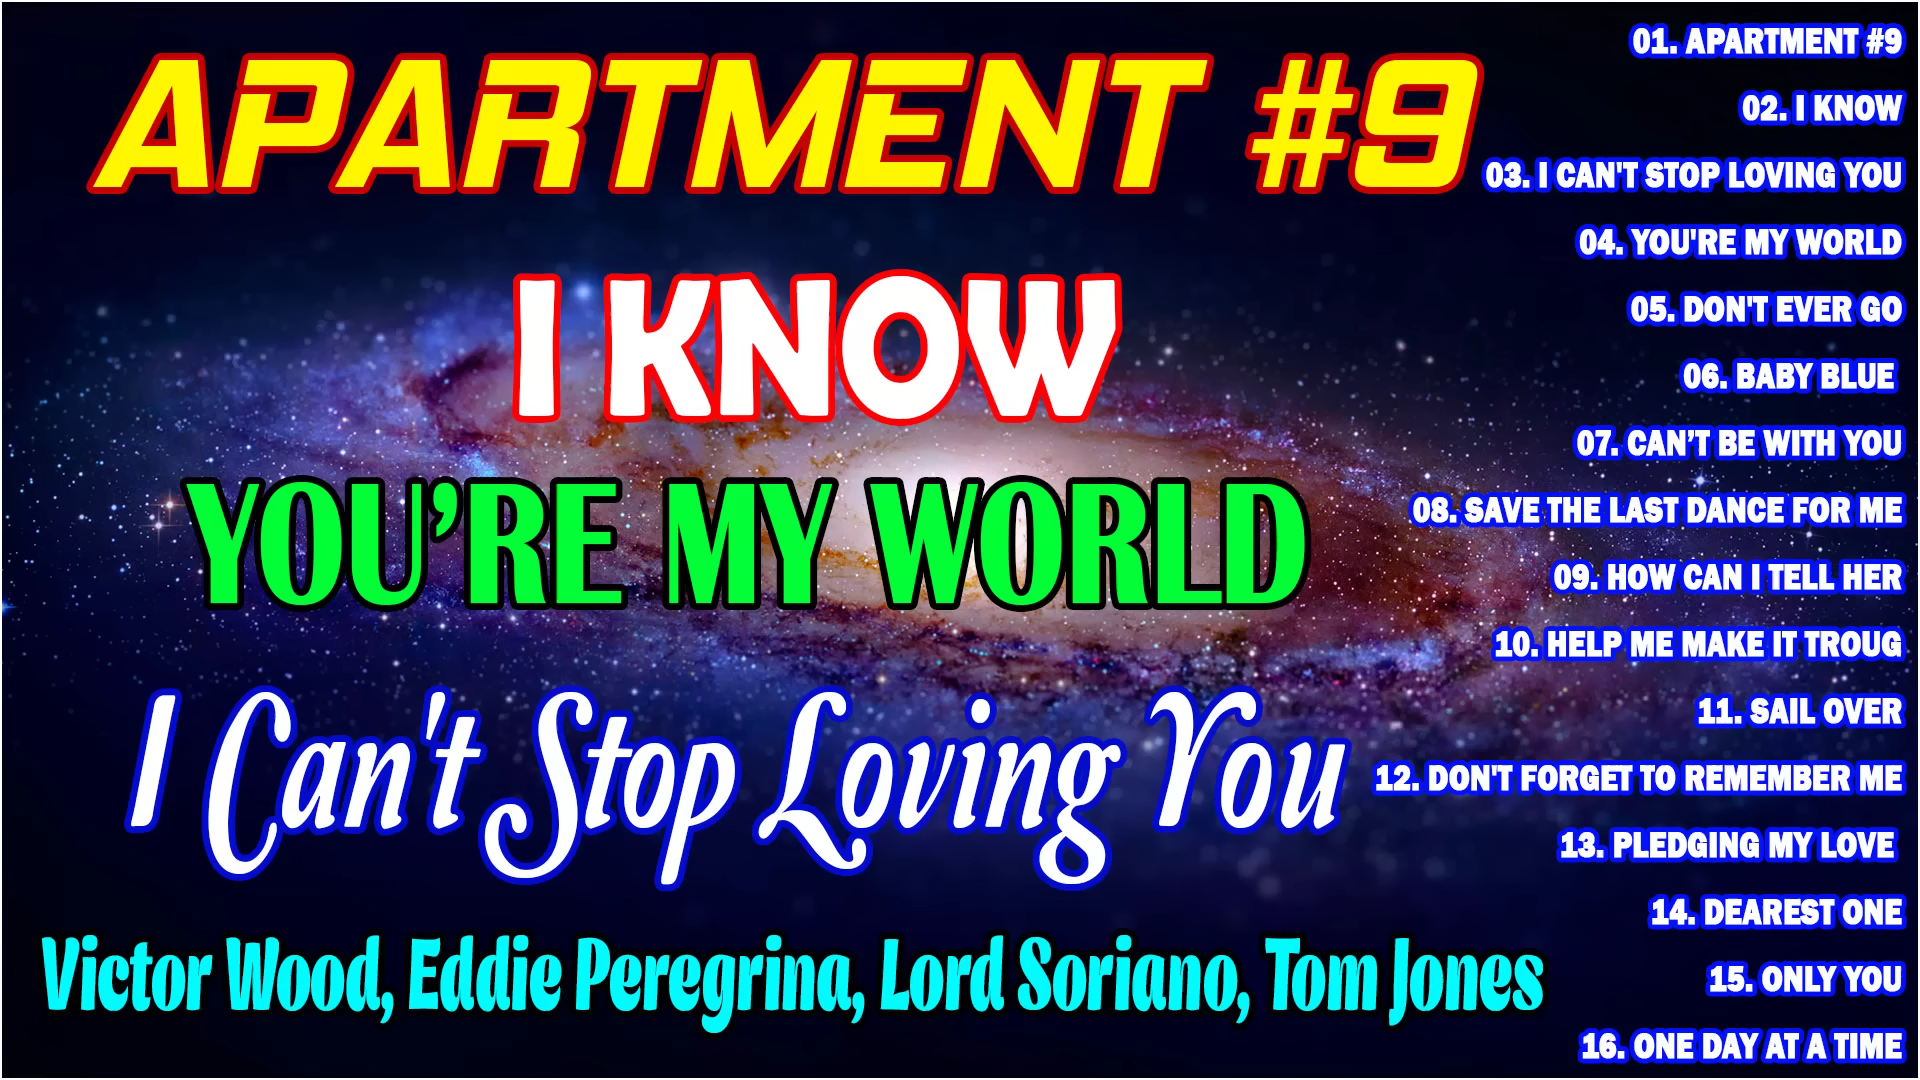 APARTMENT #9
I KNOW
YOU’RE MY WORLD
I Can't Stop Loving You
Victor Wood, Eddie Peregrina, Lord Soriano, Tom Jones
01. APARTMENT #9
02. I KNOW
03. I CAN'T STOP LOVING YOU
04. YOU'RE MY WORLD
05. DON'T EVER GO
06. BABY BLUE
07. CAN’T BE WITH YOU
08. SAVE THE LAST DANCE FOR ME
09. HOW CAN I TELL HER
10. HELP ME MAKE IT TROUG
11. SAIL OVER
12. DON'T FORGET TO REMEMBER ME
13. PLEDGING MY LOVE
14. DEAREST ONE
15. ONLY YOU
16. ONE DAY AT A TIME